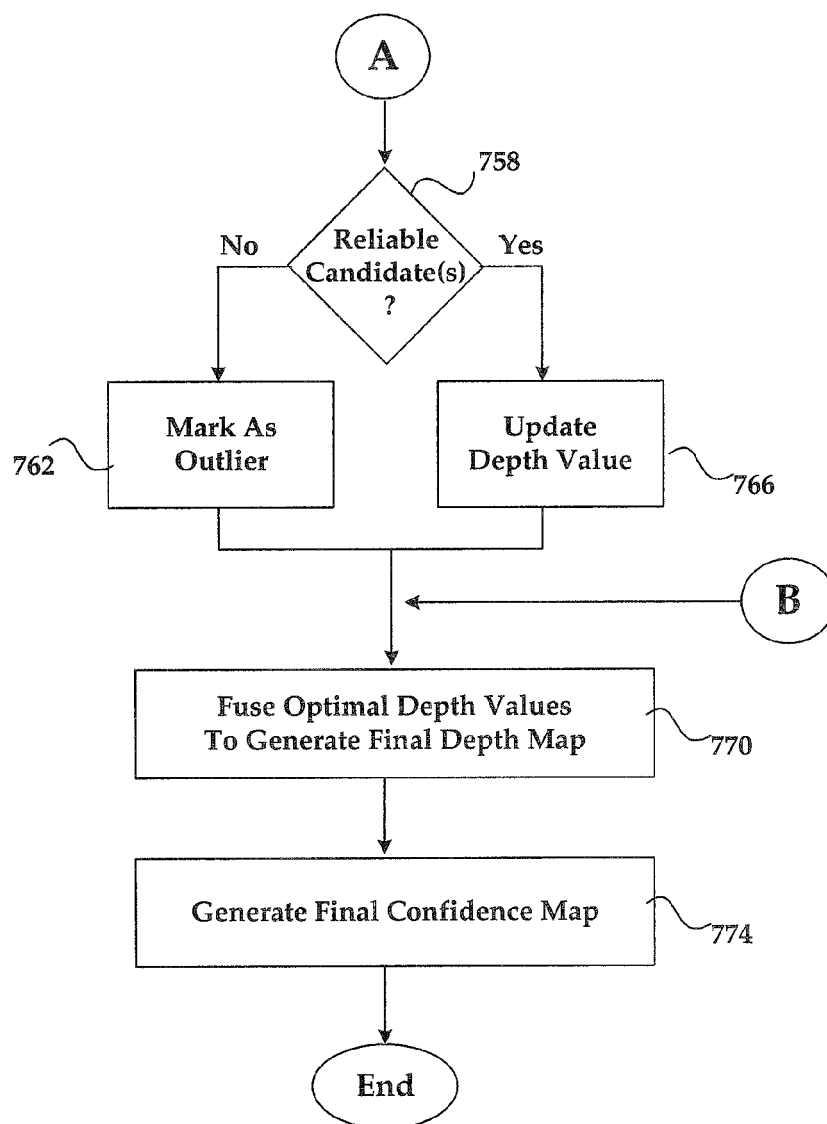 A
758
No
Reliable
Candidate(s)
?
Yes
Mark As
Outlier
762
Update
Depth Value
766
B
Fuse Optimal Depth Values
To Generate Final Depth Map
770
Generate Final Confidence Map
774
End